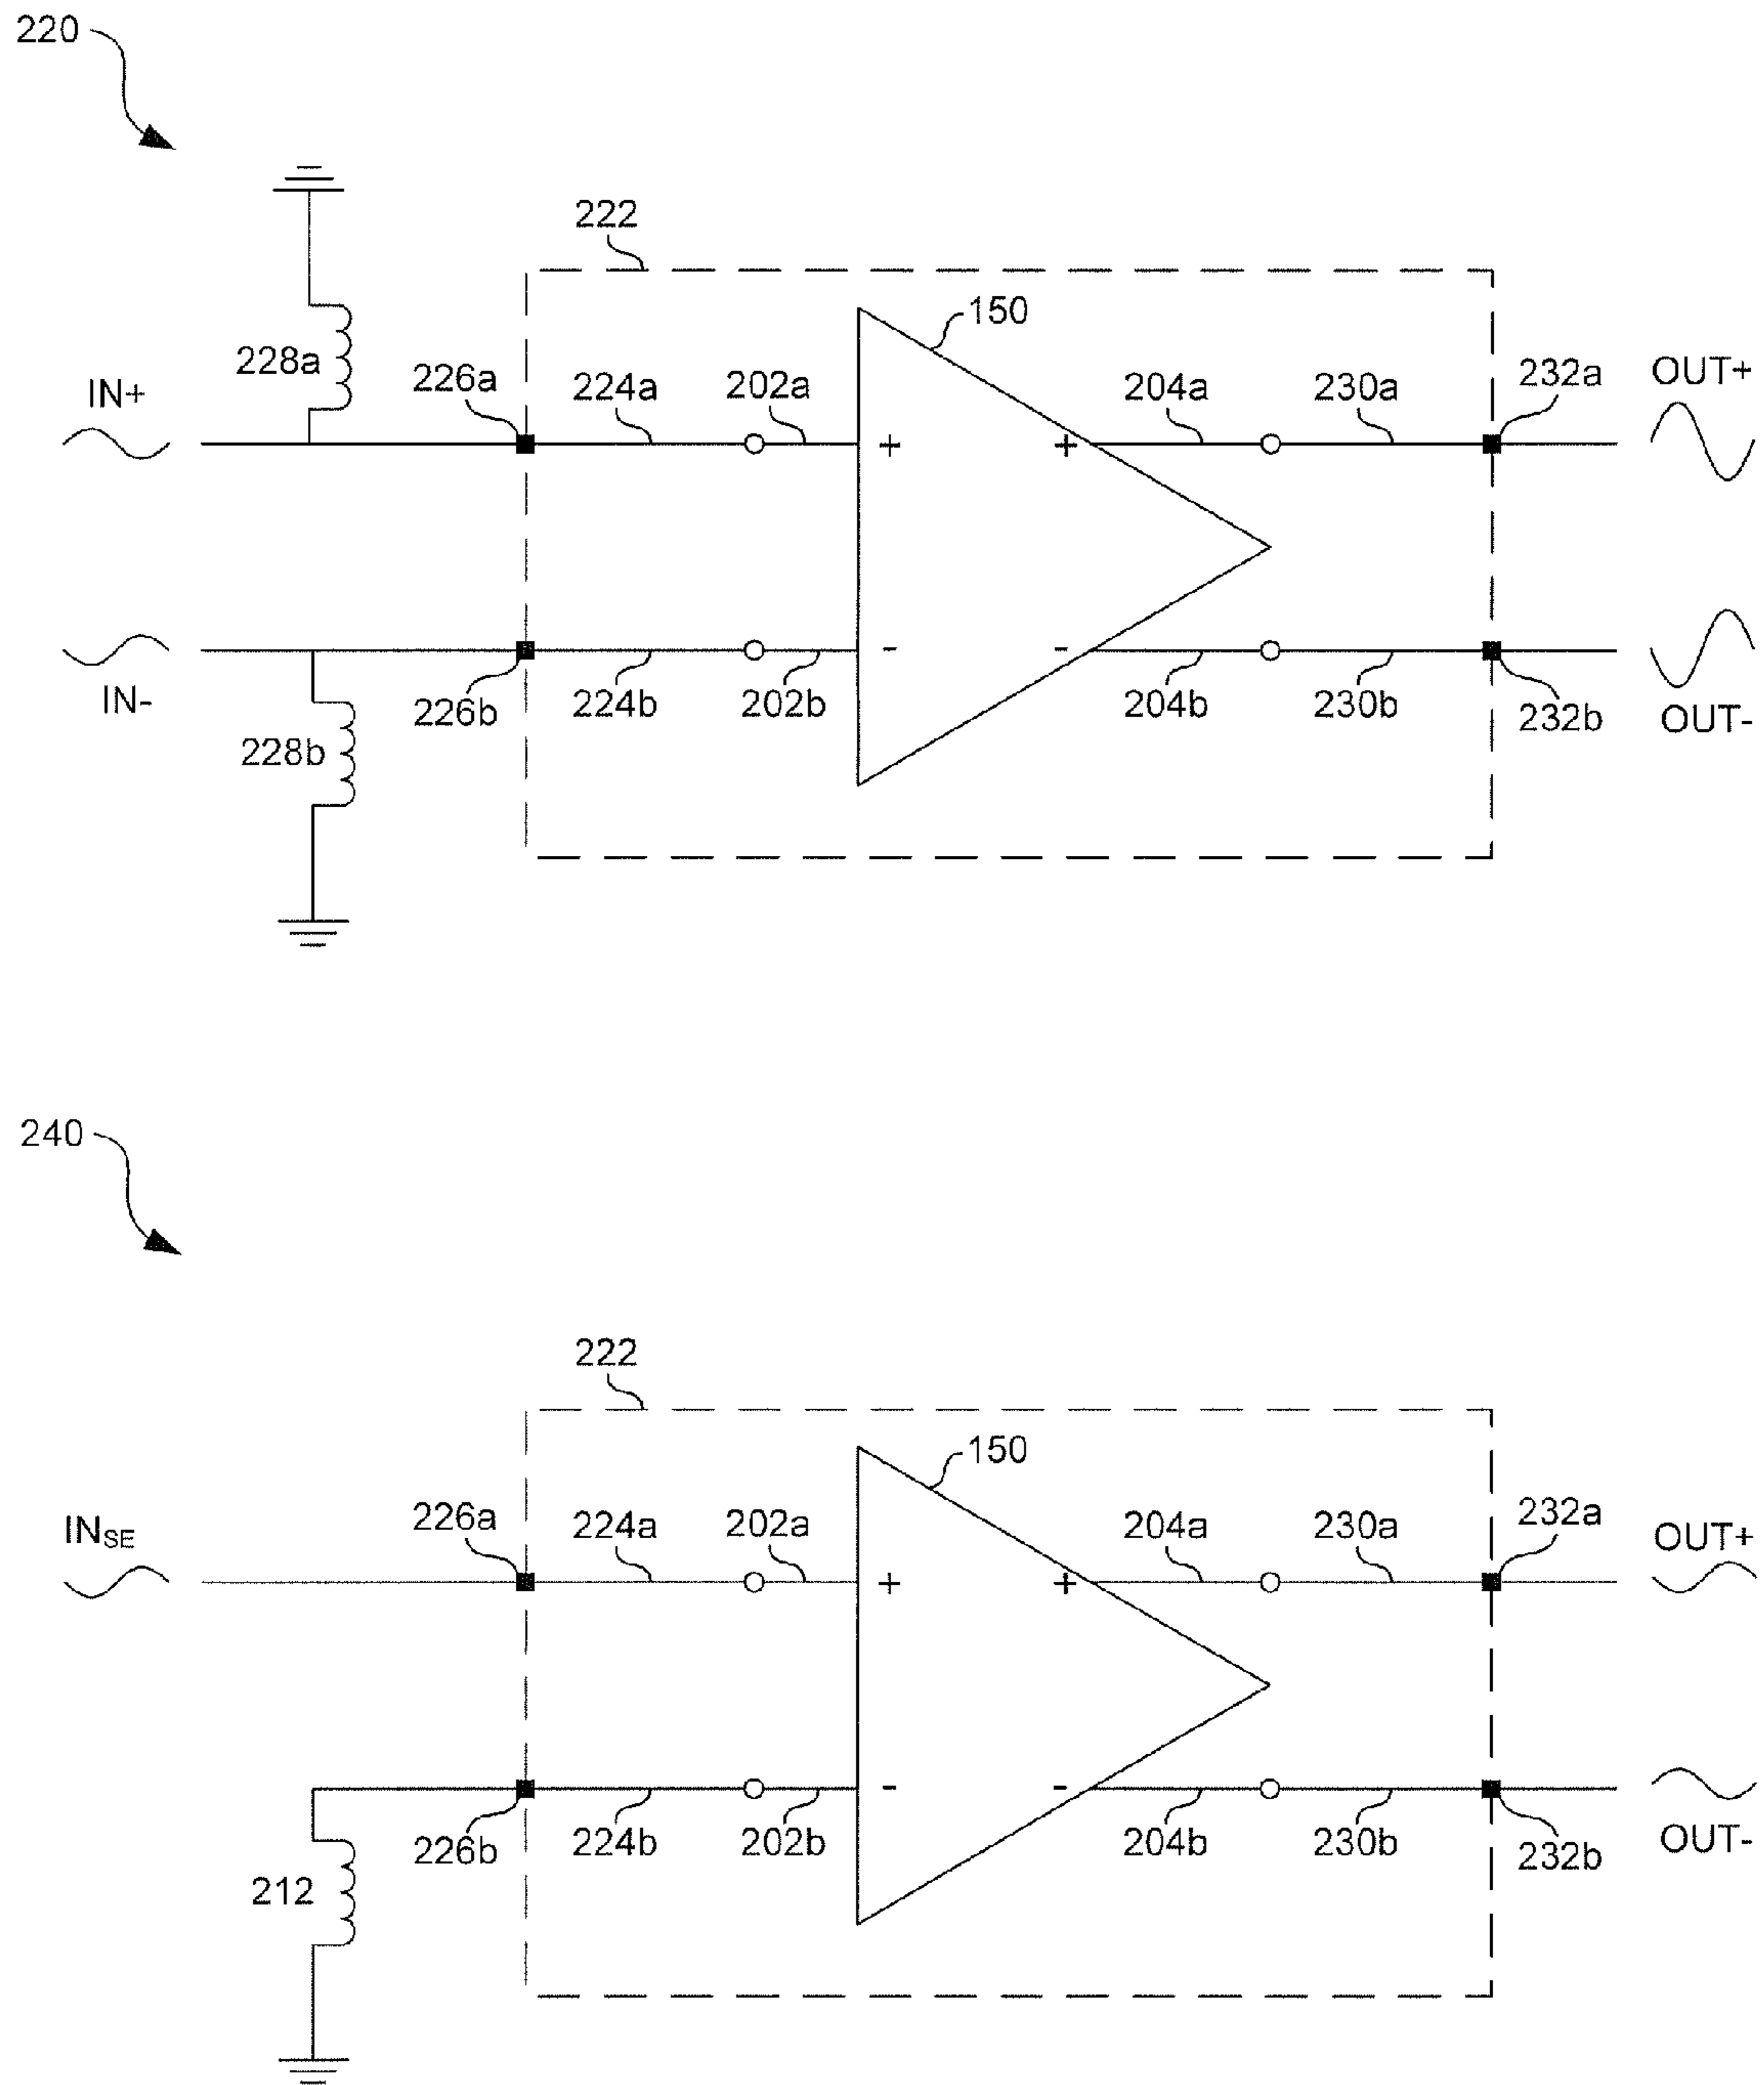 220
222
150
228a
IN+
226a
224a
202a
204a
230a
232a
OUT+
+
+
-
-
IN-
228b
226b
224b
202b
204b
230b
232b
OUT-
240
222
150
IN_SE
226a
224a
202a
204a
230a
232a
OUT+
+
+
-
-
212
226b
224b
202b
204b
230b
232b
OUT-